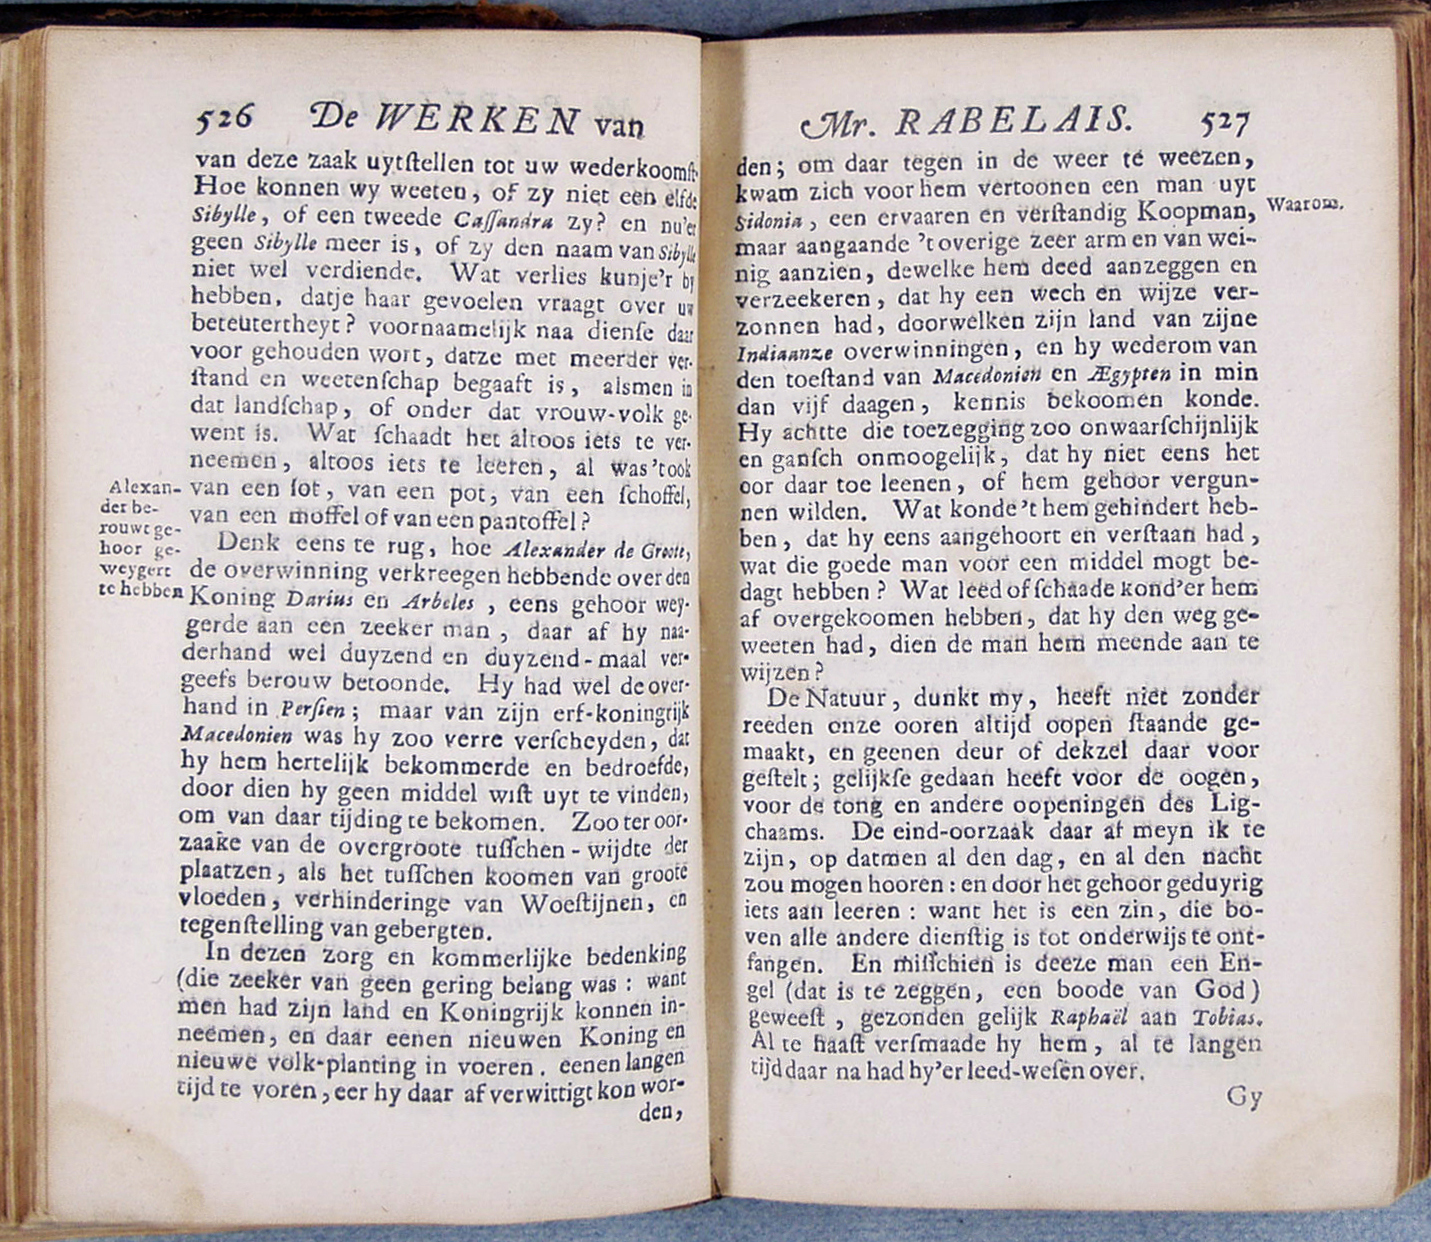 526 De WERKEN van
van deze zaak uytſtellen tot uw wederkoomſt.
Hoe konnen wy weeten, of zy niet een elfde
Sibylle, of een tweede Caſſandra zy? en nu'er
geen Sibylle meer is, of zy den naam van Sibylle
niet wel verdiende. Wat verlies kunje'r by
hebben, datje haar gevoelen vraagt over uw
beteutertheyt? voornaamelijk naa dienſe daar
voor gehouden wort, datze met meerder ver-
ſtand en weetenſchap begaaft is, alsmen in
dat landſchap, of onder dat vrouw-volk ge-
went is. Wat ſchaadt het altoos iets te ver-
neemen, altoos iets te leeren, al was't ook
van een ſot, van een pot, van een ſchoffel,
van een moffel of van een pantoffel?
Alexan-
der be-
rouwt ge-
hoor ge-
weygert
te hebben
Denk eens te rug, hoe Alexander de Groote,
de overwinning verkreegen hebbende over den
Koning Darius en Arbeles, eens gehoor wey-
gerde aan een zeeker man, daar af hy naa-
derhand wel duyzend en duyzend-maal ver-
geefs berouw betoonde. Hy had wel de over-
hand in Perſien; maar van zijn erf-koningrijk
Macedonien was hy zoo verre verſcheyden, dat
hy hem hertelijk bekommerde en bedroefde,
door dien hy geen middel wiſt uyt te vinden,
om van daar tijding te bekomen. Zoo ter oor-
zaake van de overgroote tuſſchen-wijdte der
plaatzen, als het tuſſchen koomen van groote
vloeden, verhinderinge van Woeſtijnen, en
tegenſtelling van gebergten.
In dezen zorg en kommerlijke bedenking
(die zeeker van geen gering belang was: want
men had zijn land en Koningrijk konnen in-
neemen, en daar eenen nieuwen Koning en
nieuwe volk-planting in voeren. eenen langen
tijd te voren, eer hy daar af verwittigt kon wor-
den,
Mr. RABELAIS. 527
den; om daar tegen in de weer te weezen,
kwam zich voor hem vertoonen een man uyt
Sidonia, een ervaaren en verſtandig Koopman,
Waarom.
maar aangaande 't overige zeer arm en van wei-
nig aanzien, dewelke hem deed aanzeggen en
verzeekeren, dat hy een wech en wijze ver-
zonnen had, doorwelken zijn land van zijne
Indiaanze overwinningen, en hy wederom van
den toeſtand van Macedonien en Ægypten in min
dan vijf daagen, kennis bekoomen konde.
Hy achtte die toezegging zoo onwaarſchijnlijk
en ganſch onmoogelijk, dat hy niet eens het
oor daar toe leenen, of hem gehoor vergun-
nen wilden. Wat konde't hem gehindert heb-
ben, dat hy eens aangehoort en verſtaan had,
wat die goede man voor een middel mogt be-
dagt hebben? Wat leed of ſchaade kond'er hem
af overgekoomen hebben, dat hy den weg ge-
weeten had, dien de man hem meende aan te
wijzen?
De Natuur, dunkt my, heeft niet zonder
reeden onze ooren altijd oopen ſtaande ge-
maakt, en geenen deur of dekzel daar voor
geſtelt; gelijkſe gedaan heeft voor de oogen,
voor de tong en andere oopeningen des Lig-
chaams. De eind-oorzaak daar af meyn ik te
zijn, op datmen al den dag, en al den nacht
zou mogen hooren: en door het gehoor geduyrig
iets aan leeren: want het is een zin, die bo-
ven alle andere dienſtig is tot onderwijs te ont-
fangen. En miſſchien is deeze man een En-
gel (dat is te zeggen, een boode van God)
geweeſt, gezonden gelijk Raphaël aan Tobias.
Al te haaſt verſmaade hy hem, al te langen
tijd daar na had hy'er leed-weſen over.
Gy